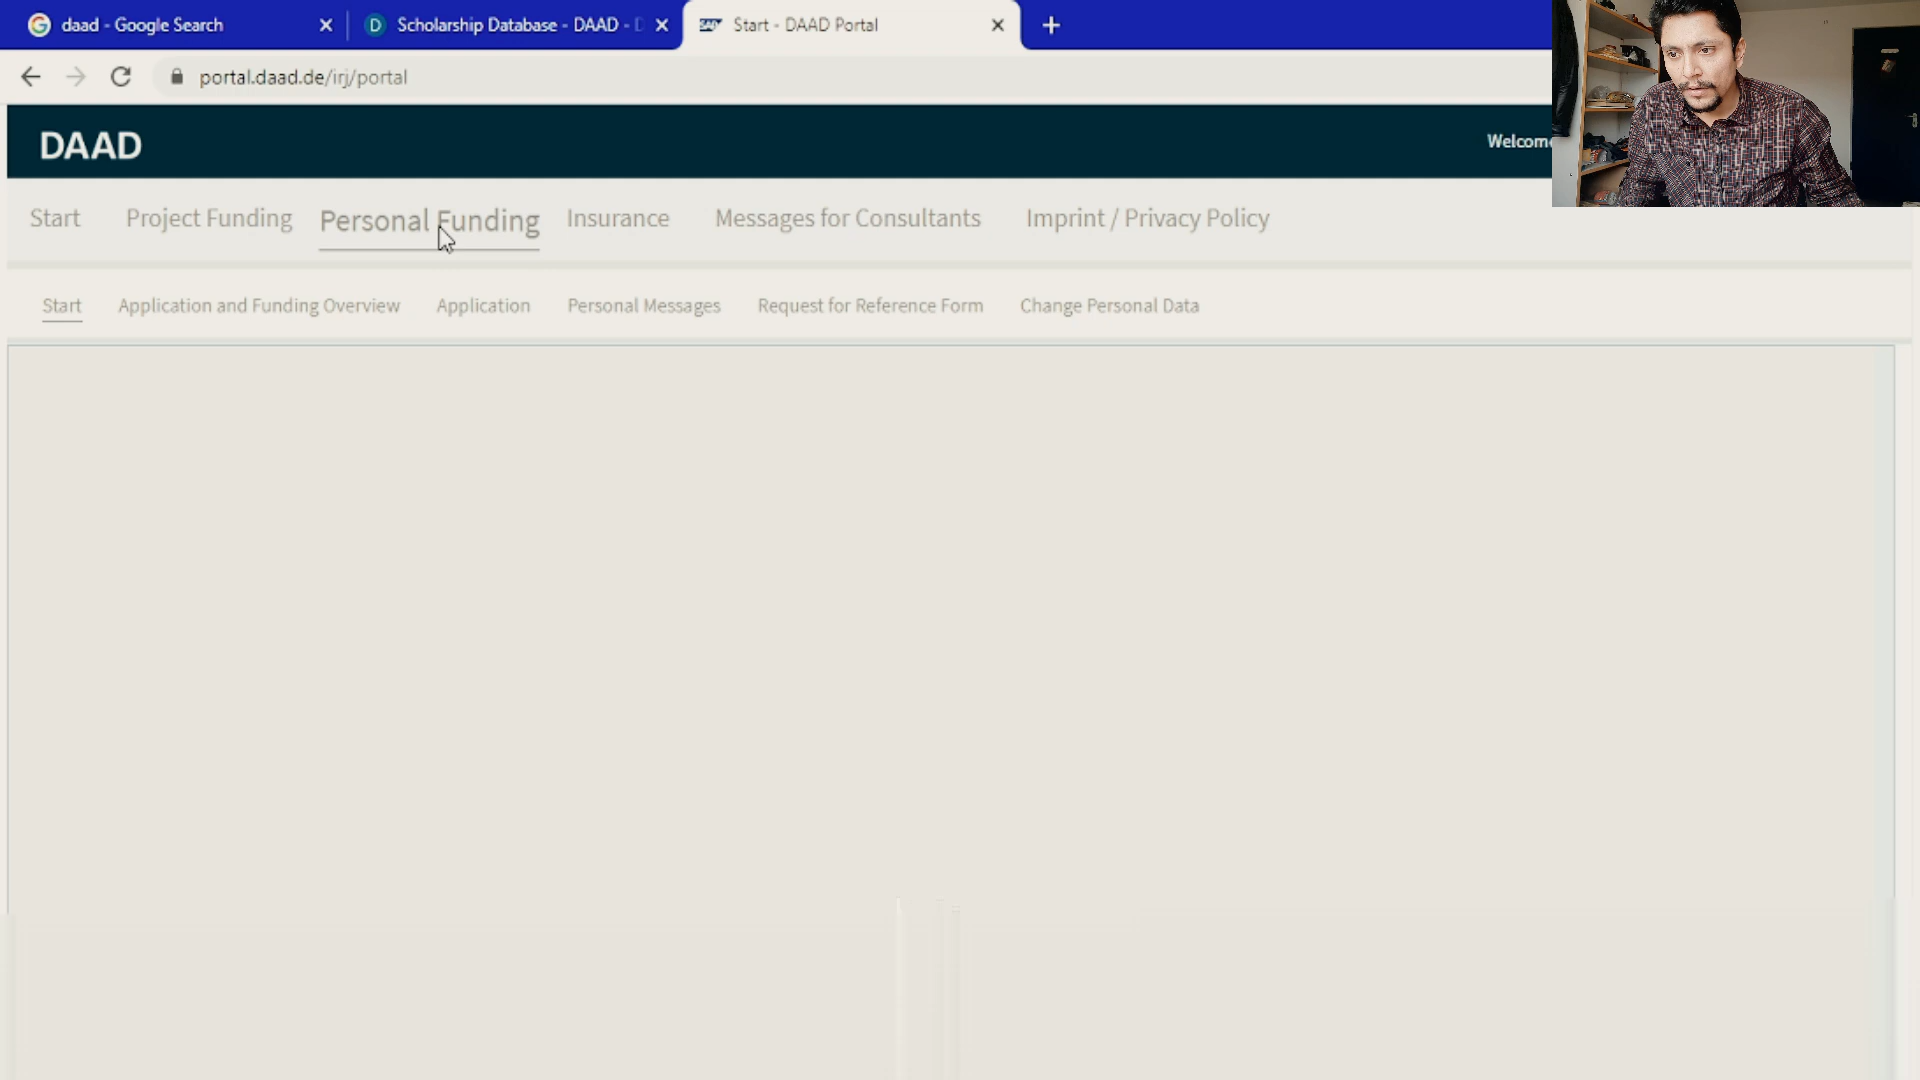 daad - Google Search
Scholarship Database - DAAD -
Start - DAAD Portal
portal.daad.de/irj/portal
DAAD
Start Project Funding Personal Funding Insurance Messages for Consultants Imprint / Privacy Policy
Start Application and Funding Overview Application Personal Messages Request for Reference Form Change Personal Data